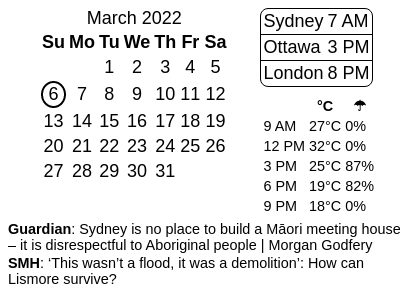 March 2022
Su Mo Tu We Th Fr Sa
1 2 3 4 5
6 7 8 9 10 11 12
13 14 15 16 17 18 19
20 21 22 23 24 25 26
27 28 29 30 31
Sydney 7 AM
Ottawa 3 PM
London 8 PM
°C ☂
9 AM 27°C 0%
12 PM 32°C 0%
3 PM 25°C 87%
6 PM 19°C 82%
9 PM 18°C 0%
Guardian: Sydney is no place to build a Māori meeting house
– it is disrespectful to Aboriginal people | Morgan Godfery
SMH: ‘This wasn’t a flood, it was a demolition’: How can
Lismore survive?